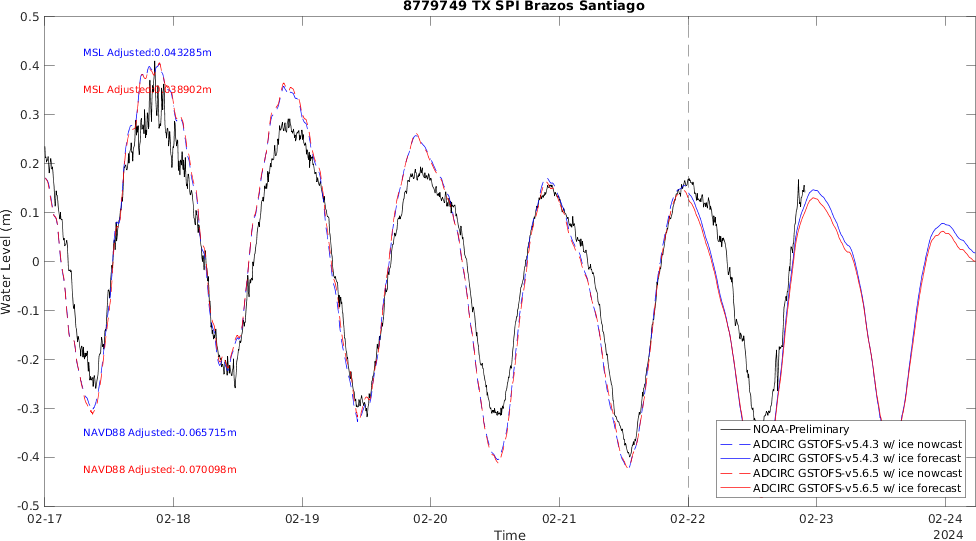 8779749 TX SPI Brazos Santiago
0.5
0.4
0.3
0.2
0.1
0
-0.1
-0.2
-0.3
-0.4
-0.5
Water Level (m)
MSL Adjusted:0.043285m
MSL Adjusted:0.038902m
NAVD88 Adjusted:-0.065715m
NAVD88 Adjusted:-0.070098m
NOAA-Preliminary
ADCIRC GSTOFS-v5.4.3 w/ ice nowcast
ADCIRC GSTOFS-v5.4.3 w/ ice forecast
ADCIRC GSTOFS-v5.6.5 w/ ice nowcast
ADCIRC GSTOFS-v5.6.5 w/ ice forecast
02-17 02-18 02-19 02-20 02-21 02-22 02-23 02-24
Time
2024